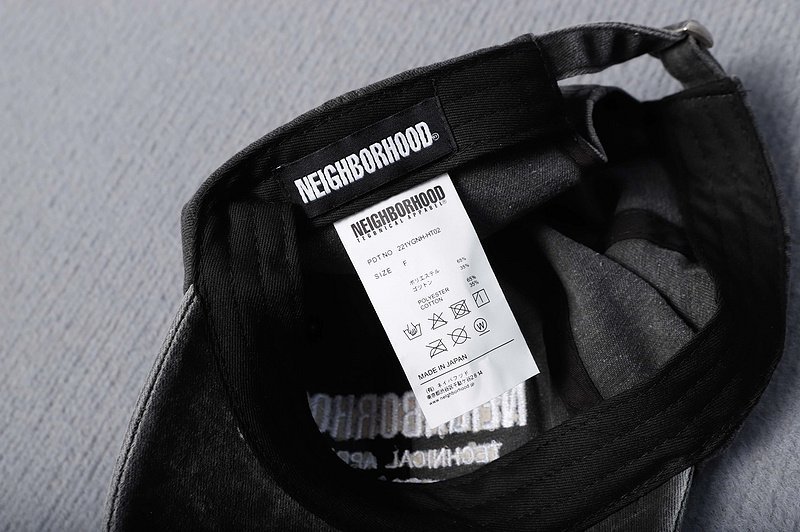 NEIGHBORHOOD®
NEIGHBORHOOD
TECHNICAL APPAREL®
PDT NO 221YGNH-HT02
SIZE F
ポリエステル 65%
コットン 35%
POLYESTER 65%
COTTON 35%
W
MADE IN JAPAN
www.neighborhood.jp
NEIGHBORHOOD
TECHNICAL APP